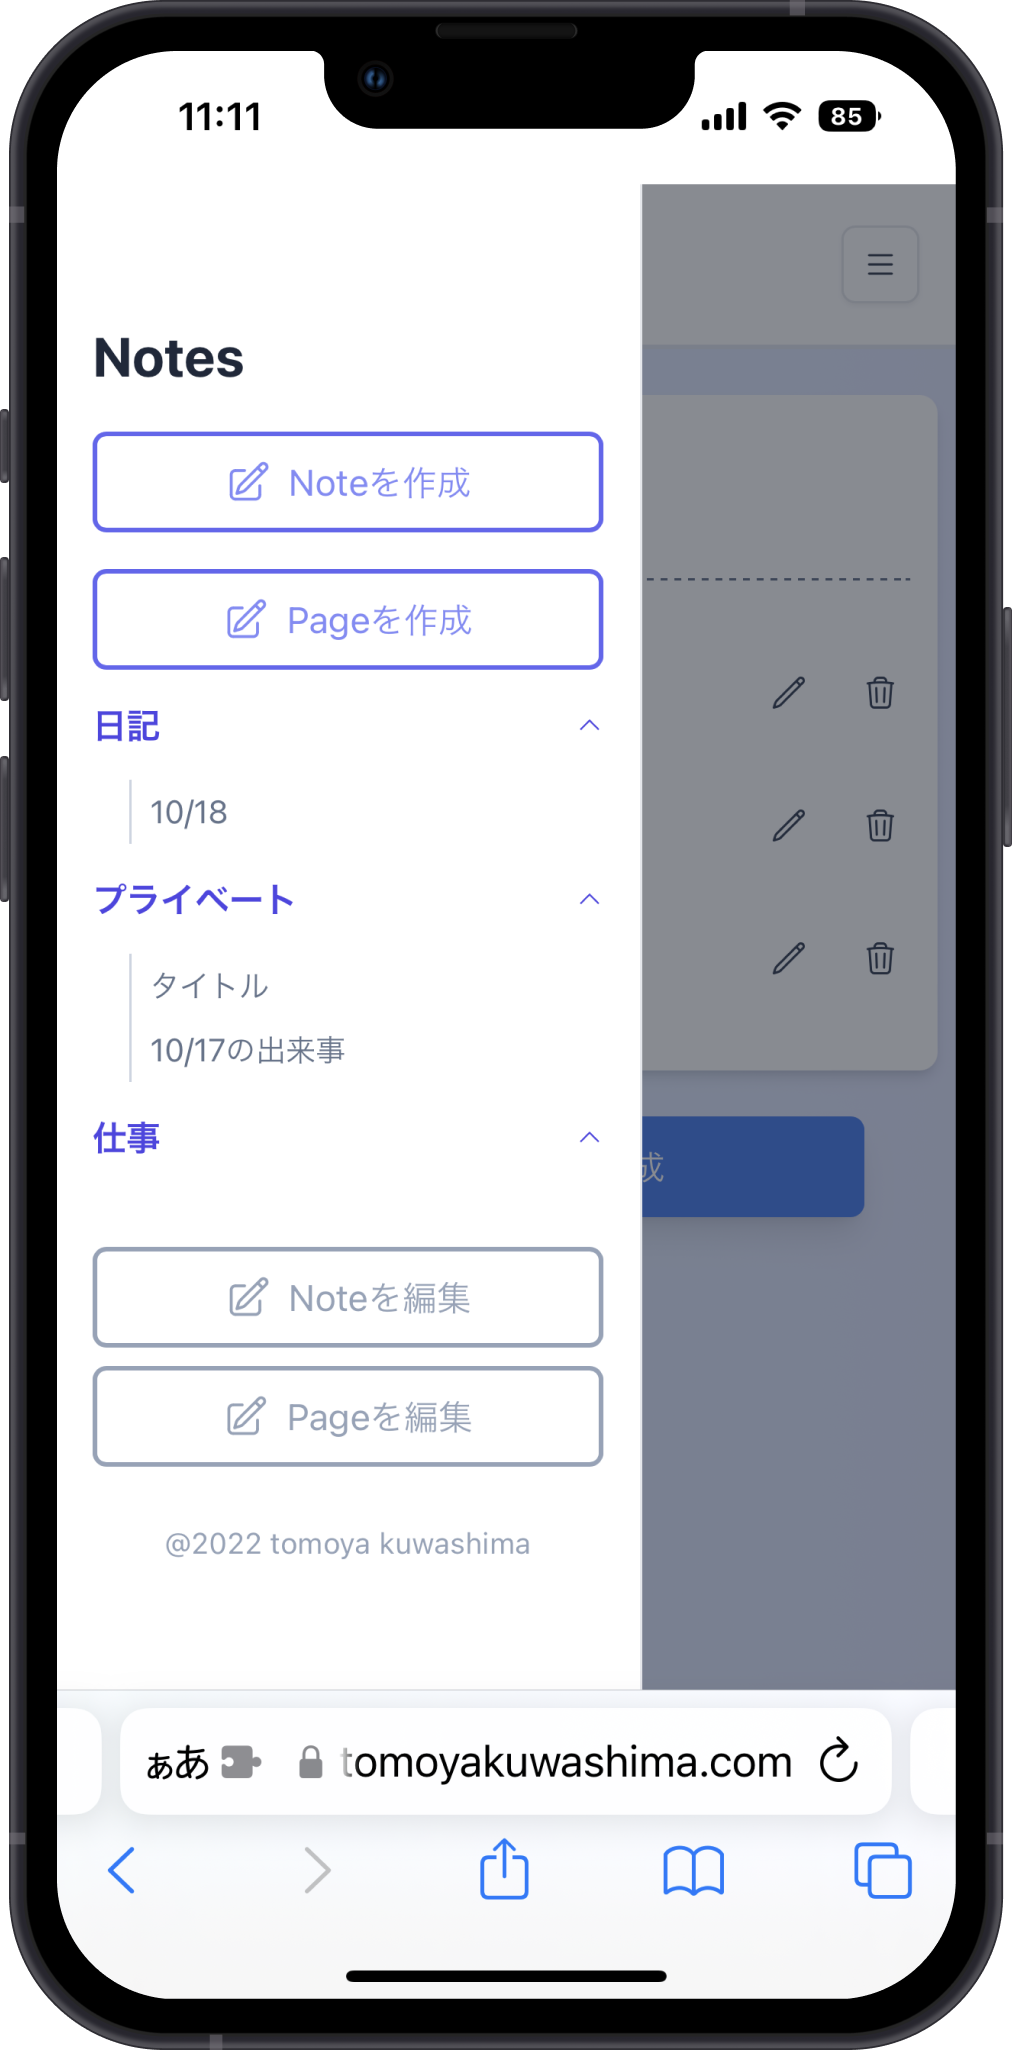 11:11
85
Notes
Noteを作成
Pageを作成
日記
10/18
プライベート
タイトル
10/17の出来事
仕事
成
Noteを編集
Pageを編集
@2022 tomoya kuwashima
ぁあ tomoyakuwashima.com